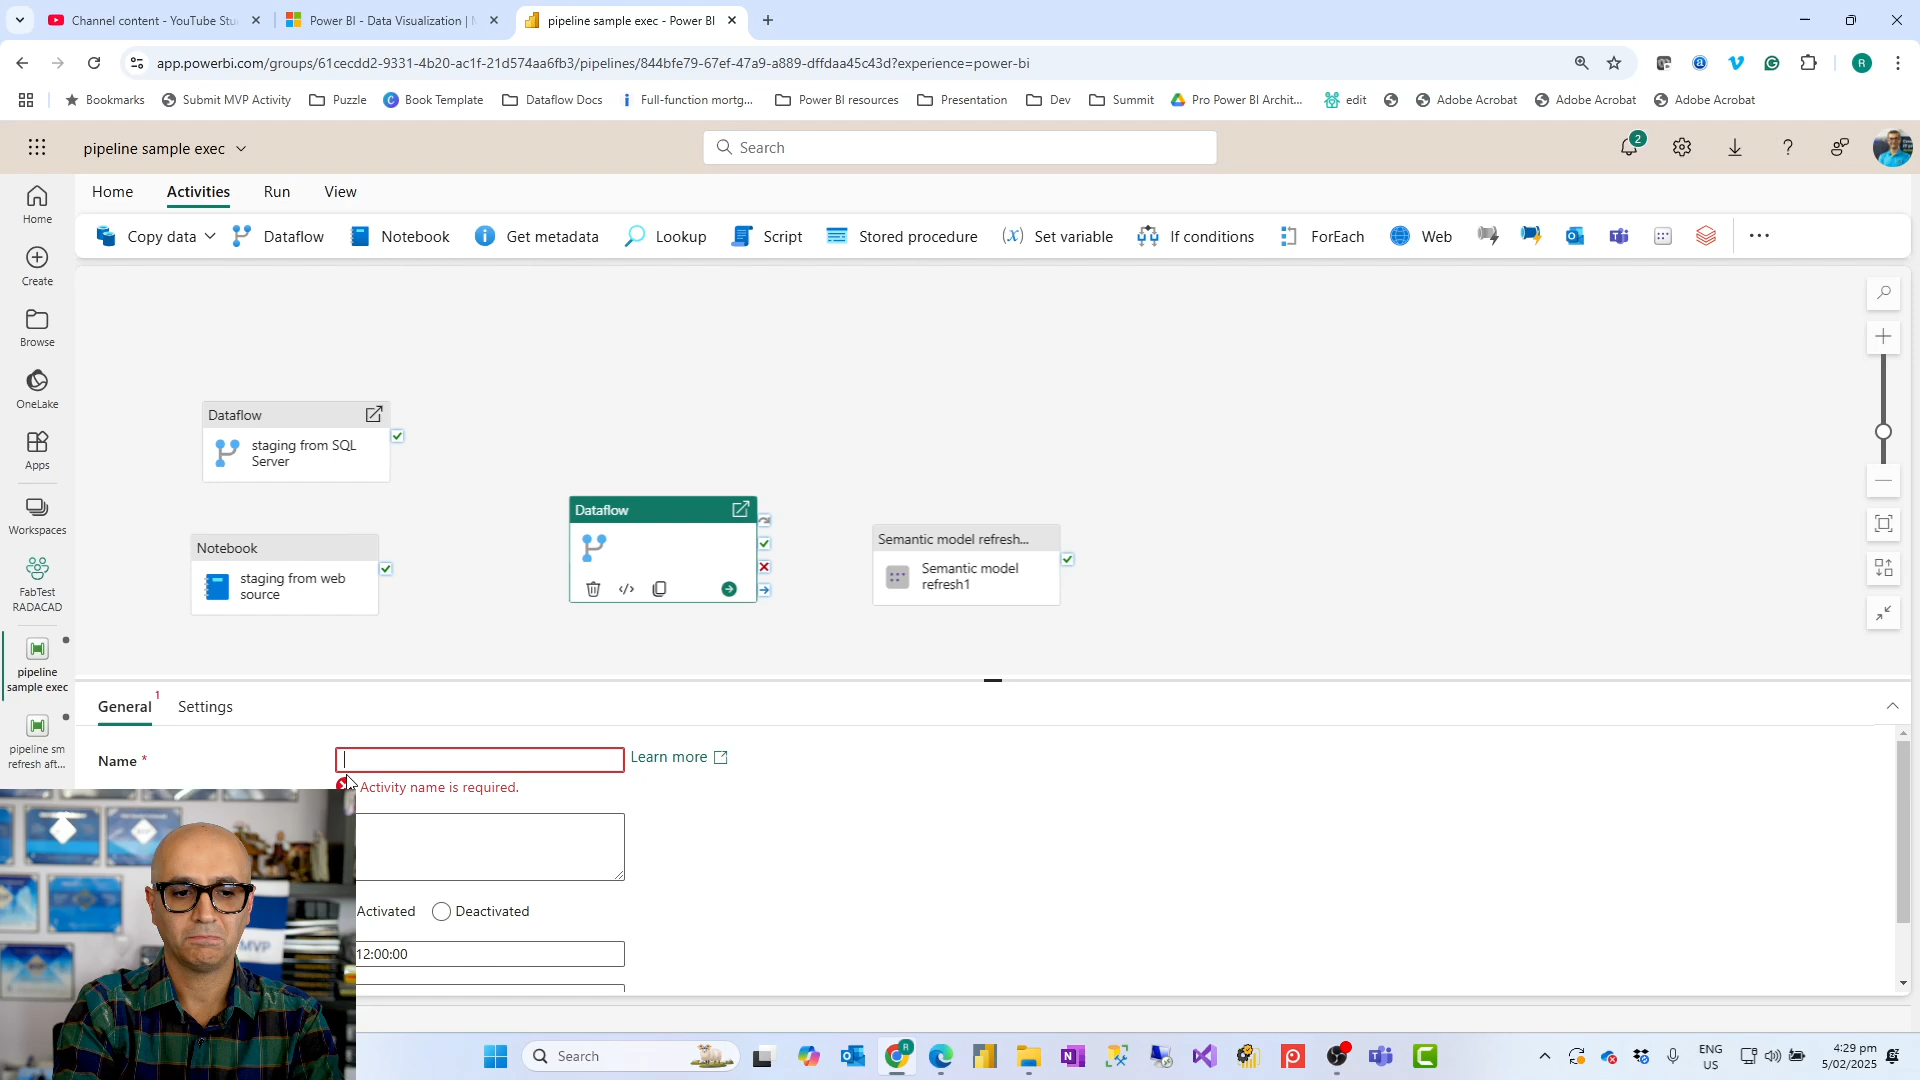 Channel content - YouTube Stu
Power BI - Data Visualization | M
pipeline sample exec - Power BI
app.powerbi.com/groups/61cecdd2-9331-4b20-ac1f-21d574aa6fb3/pipelines/844bfe79-67ef-47a9-a889-dffdaa45c43d?experience=power-bi
R
Bookmarks
Submit MVP Activity
Puzzle
Book Template
Dataflow Docs
Full-function mortg...
Power BI resources
Presentation
Dev
Summit
Pro Power BI Archit...
edit
Adobe Acrobat
Adobe Acrobat
Adobe Acrobat
pipeline sample exec
Search
2
Home
Activities
Run
View
Copy data
Dataflow
Notebook
Get metadata
Lookup
Script
Stored procedure
(x) Set variable
If conditions
ForEach
Web
Home
Create
Browse
OneLake
Apps
Workspaces
FabTest
RADACAD
pipeline
sample exec
pipeline sm
refresh aft...
Dataflow
staging from SQL
Server
Notebook
staging from web
source
Dataflow
Semantic model refresh...
Semantic model
refresh1
General 1
Settings
Name *
Learn more
Activity name is required.
Activated
Deactivated
12:00:00
MVP
Search
ENG
US
4:29 pm
5/02/2025